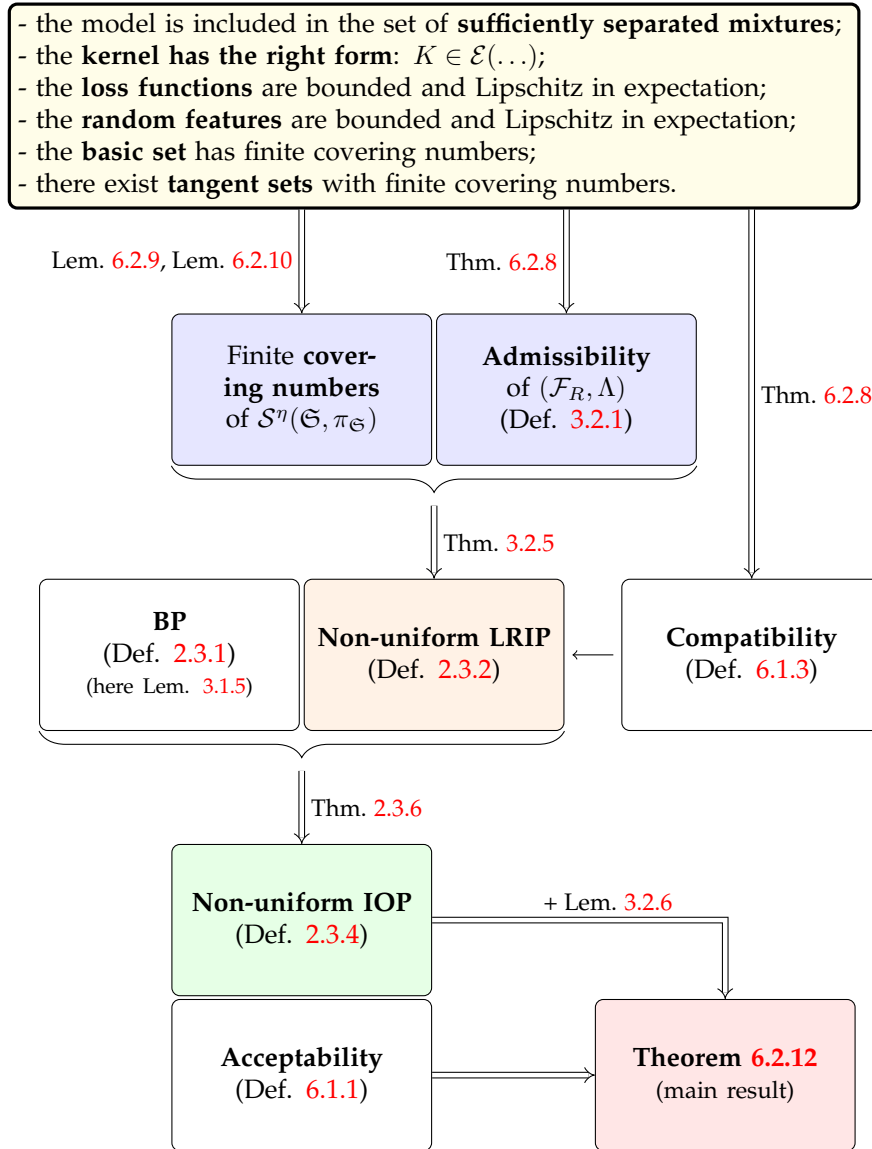 - the model is included in the set of sufficiently separated mixtures;
- the kernel has the right form: K ∈ ℰ(…);
- the loss functions are bounded and Lipschitz in expectation;
- the random features are bounded and Lipschitz in expectation;
- the basic set has finite covering numbers;
- there exist tangent sets with finite covering numbers.
Lem. 6.2.9, Lem. 6.2.10
Thm. 6.2.8
Thm. 6.2.8
Finite cover-
ing numbers
of 𝒮^η(𝔖, π_𝔖)
Admissibility
of (ℱ_R, Λ)
(Def. 3.2.1)
Thm. 3.2.5
BP
(Def. 2.3.1)
(here Lem. 3.1.5)
Non-uniform LRIP
(Def. 2.3.2)
Compatibility
(Def. 6.1.3)
Thm. 2.3.6
Non-uniform IOP
(Def. 2.3.4)
+ Lem. 3.2.6
Acceptability
(Def. 6.1.1)
Theorem 6.2.12
(main result)